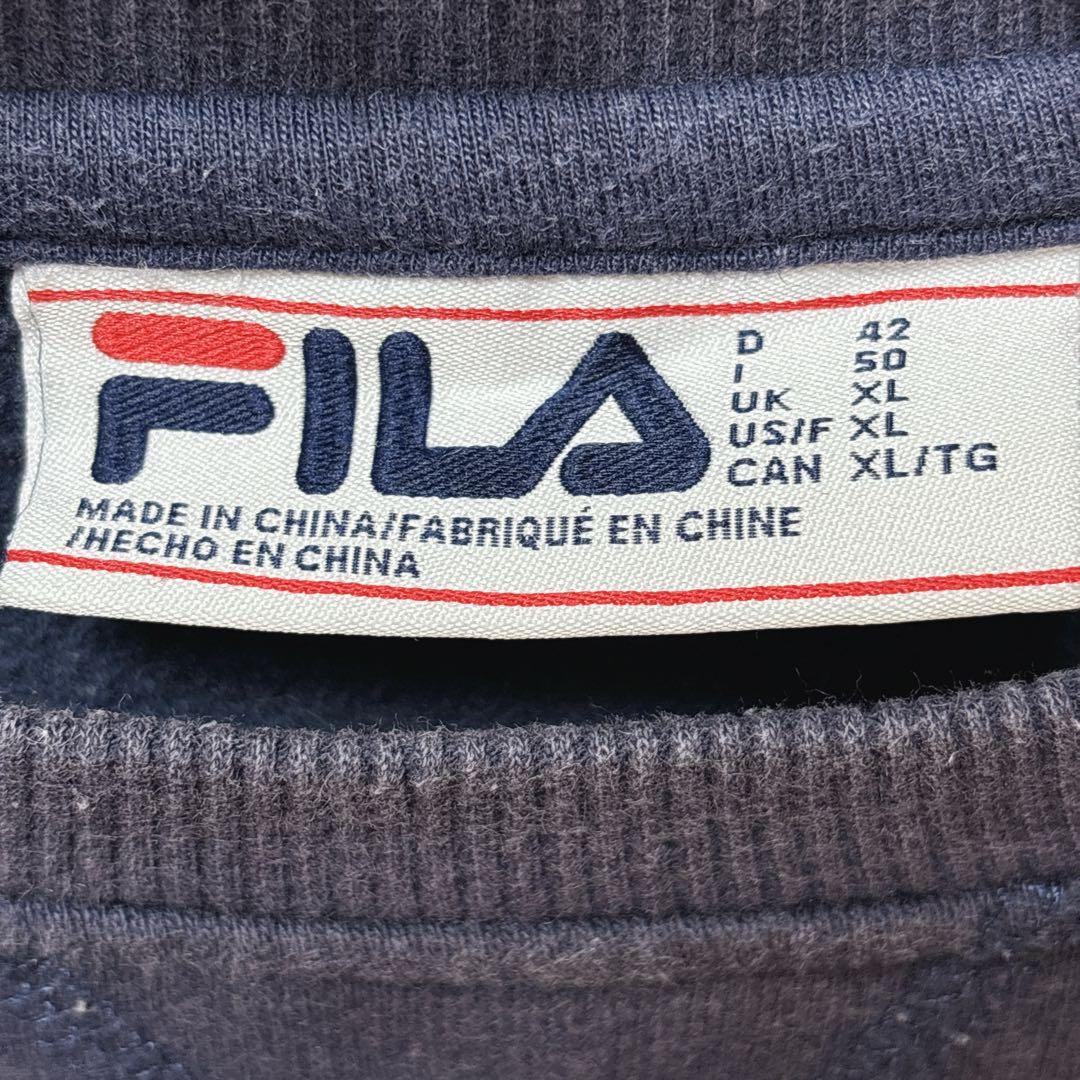 FILA
D 42
I 50
UK XL
US/F XL
CAN XL/TG
MADE IN CHINA/FABRIQUÉ EN CHINE
/HECHO EN CHINA